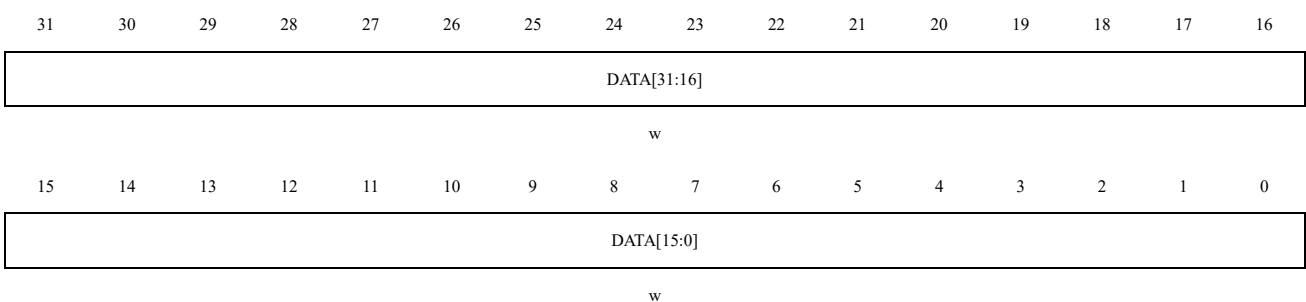 31 30 29 28 27 26 25 24 23 22 21 20 19 18 17 16
DATA[31:16]
w
15 14 13 12 11 10 9 8 7 6 5 4 3 2 1 0
DATA[15:0]
w